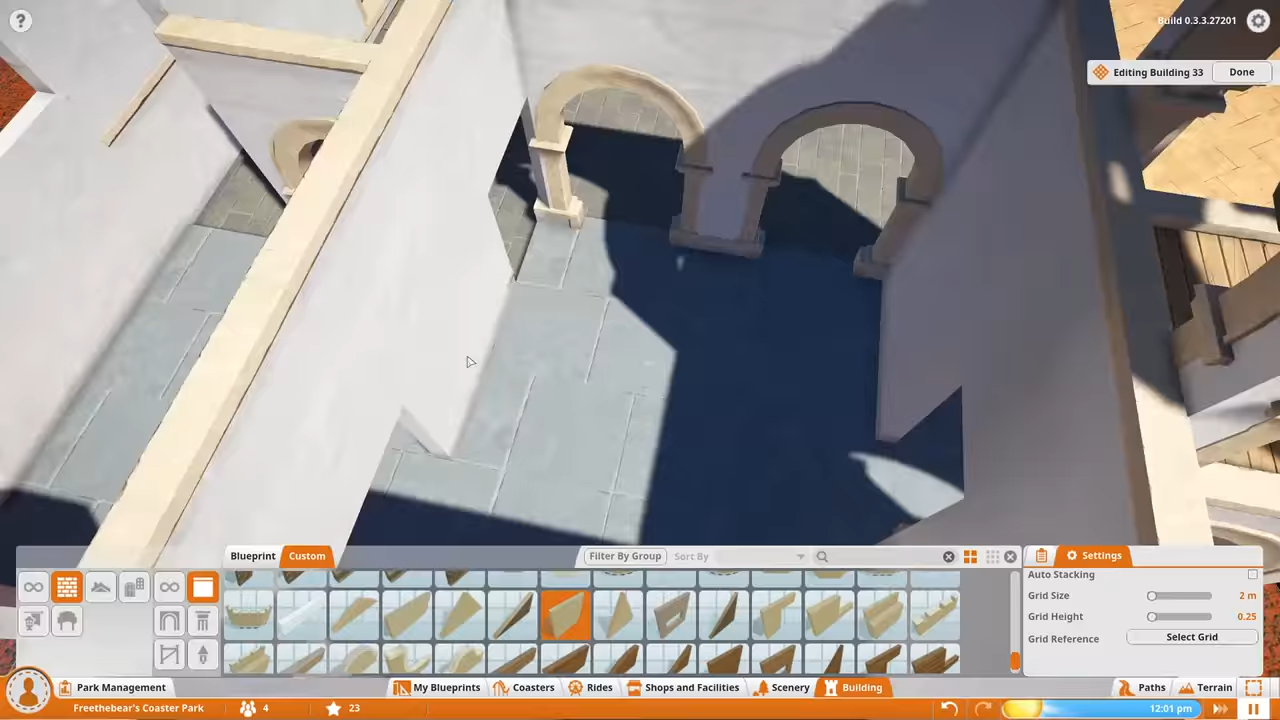 ?
Build 0.3.3.27201
Editing Building 33
Done
Blueprint
Custom
Filter By Group
Sort By
Settings
Auto Stacking
Grid Size
2 m
Grid Height
0.25
Grid Reference
Select Grid
Park Management
My Blueprints
Coasters
Rides
Shops and Facilities
Scenery
Building
Paths
Terrain
Freethebear's Coaster Park
4
23
12:01 pm